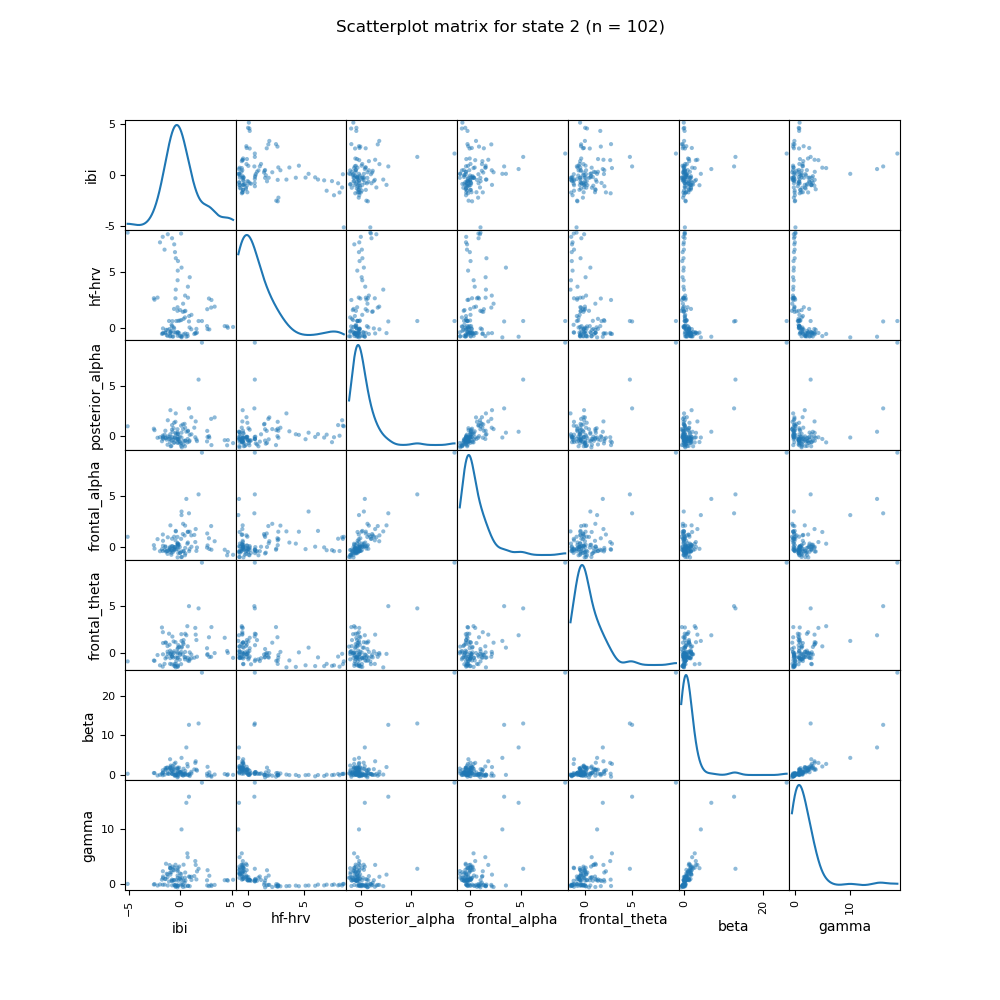 Scatterplot matrix for state 2 (n = 102)
5
0
-5
ibi
5
0
hf-hrv
5
0
posterior_alpha
5
0
frontal_alpha
5
0
frontal_theta
20
10
0
beta
10
0
gamma
−5 0 5 0 5 0 5 0 5 0 5 0 20 0 10
ibi hf-hrv posterior_alpha frontal_alpha frontal_theta beta gamma